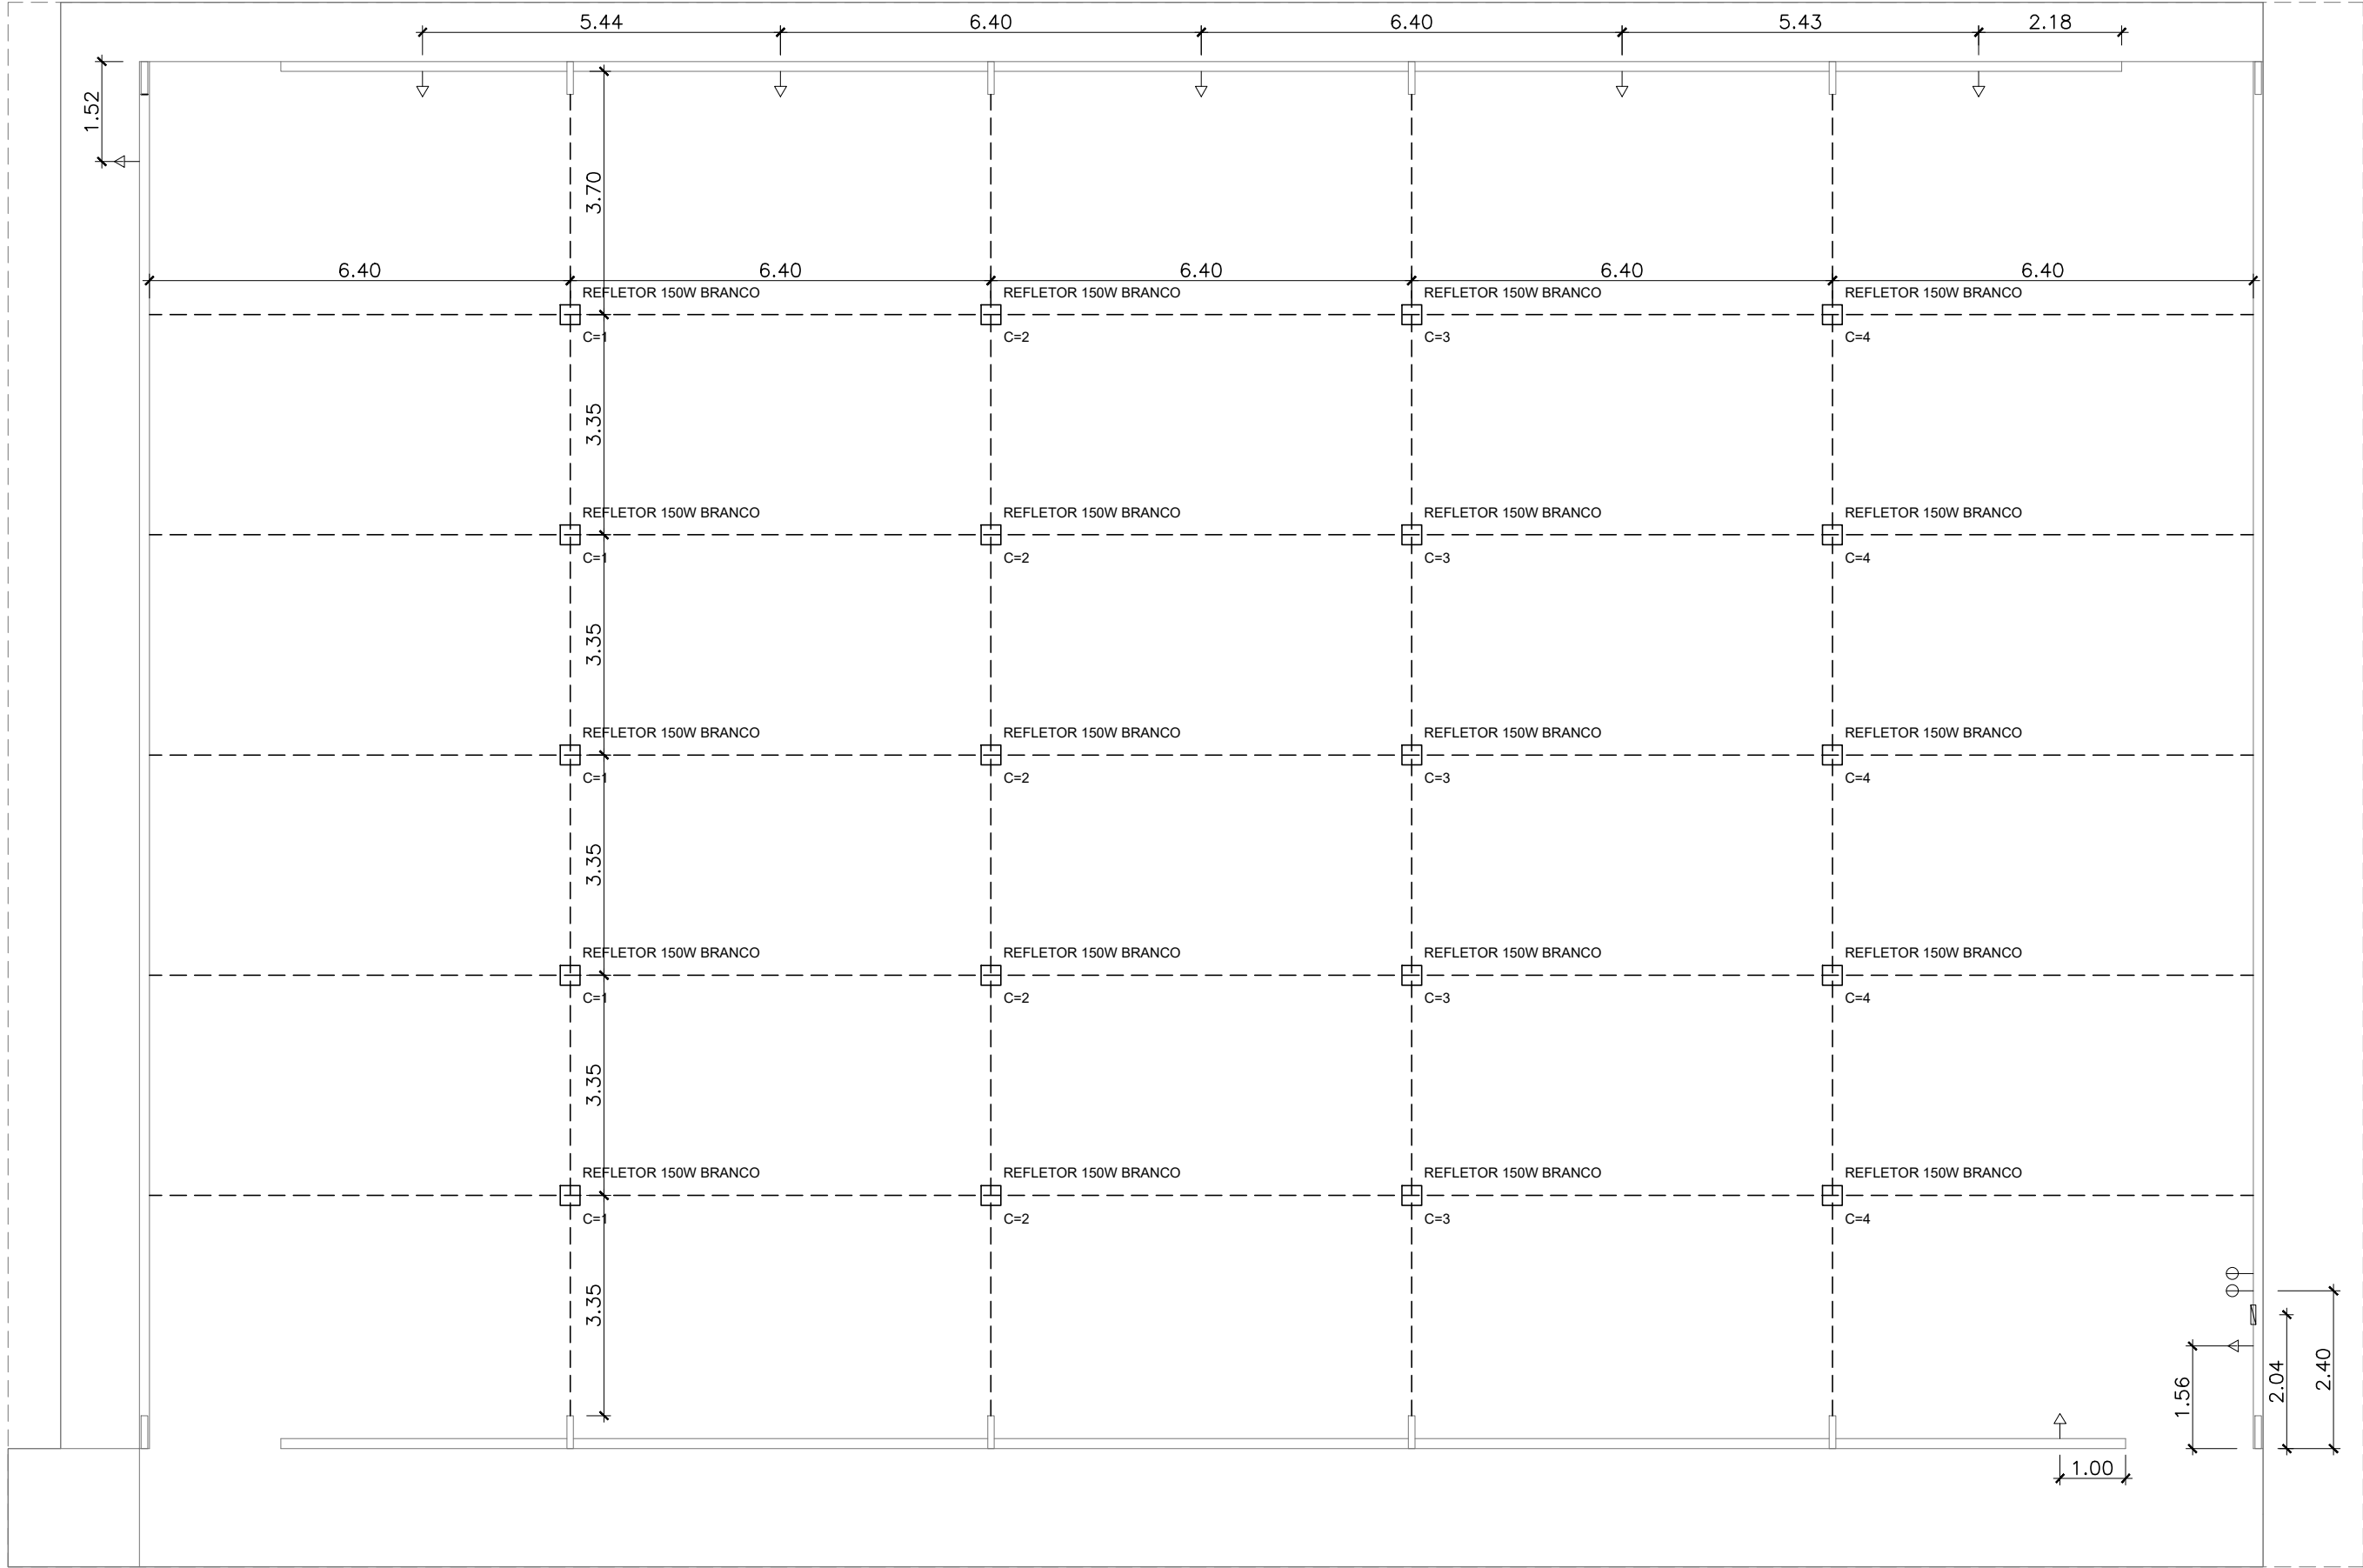 5.44 6.40 6.40 5.43 2.18
1.52
3.70
6.40 6.40 6.40 6.40 6.40
REFLETOR 150W BRANCO REFLETOR 150W BRANCO REFLETOR 150W BRANCO REFLETOR 150W BRANCO
C=1 C=2 C=3 C=4
3.35
REFLETOR 150W BRANCO REFLETOR 150W BRANCO REFLETOR 150W BRANCO REFLETOR 150W BRANCO
C=1 C=2 C=3 C=4
3.35
REFLETOR 150W BRANCO REFLETOR 150W BRANCO REFLETOR 150W BRANCO REFLETOR 150W BRANCO
C=1 C=2 C=3 C=4
3.35
REFLETOR 150W BRANCO REFLETOR 150W BRANCO REFLETOR 150W BRANCO REFLETOR 150W BRANCO
C=1 C=2 C=3 C=4
3.35
REFLETOR 150W BRANCO REFLETOR 150W BRANCO REFLETOR 150W BRANCO REFLETOR 150W BRANCO
C=1 C=2 C=3 C=4
3.35
1.56 2.04 2.40
1.00